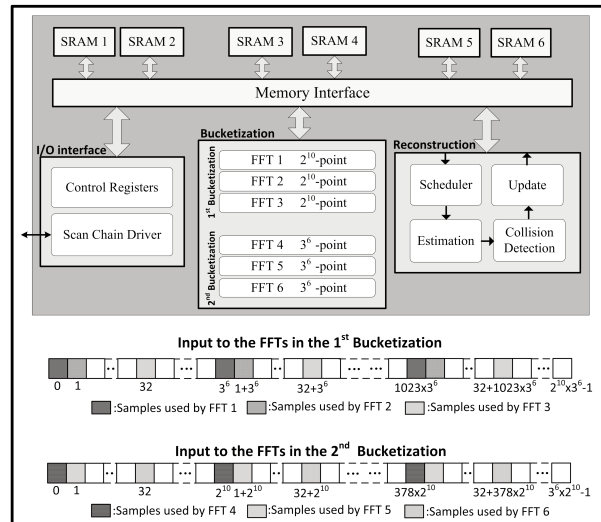 SRAM 1 SRAM 2 SRAM 3 SRAM 4 SRAM 5 SRAM 6
Memory Interface
I/O interface
Control Registers
Scan Chain Driver
Bucketization
1st Bucketization
FFT 1 2^10-point
FFT 2 2^10-point
FFT 3 2^10-point
2nd Bucketization
FFT 4 3^6-point
FFT 5 3^6-point
FFT 6 3^6-point
Reconstruction
Scheduler
Update
Estimation
Collision
Detection
Input to the FFTs in the 1st Bucketization
0 1 32 3^6 1+3^6 32+3^6 1023x3^6 32+1023x3^6 2^10x3^6-1
:Samples used by FFT 1 :Samples used by FFT 2 :Samples used by FFT 3
Input to the FFTs in the 2nd Bucketization
0 1 32 2^10 1+2^10 32+2^10 378x2^10 32+378x2^10 3^6x2^10-1
:Samples used by FFT 4 :Samples used by FFT 5 :Samples used by FFT 6